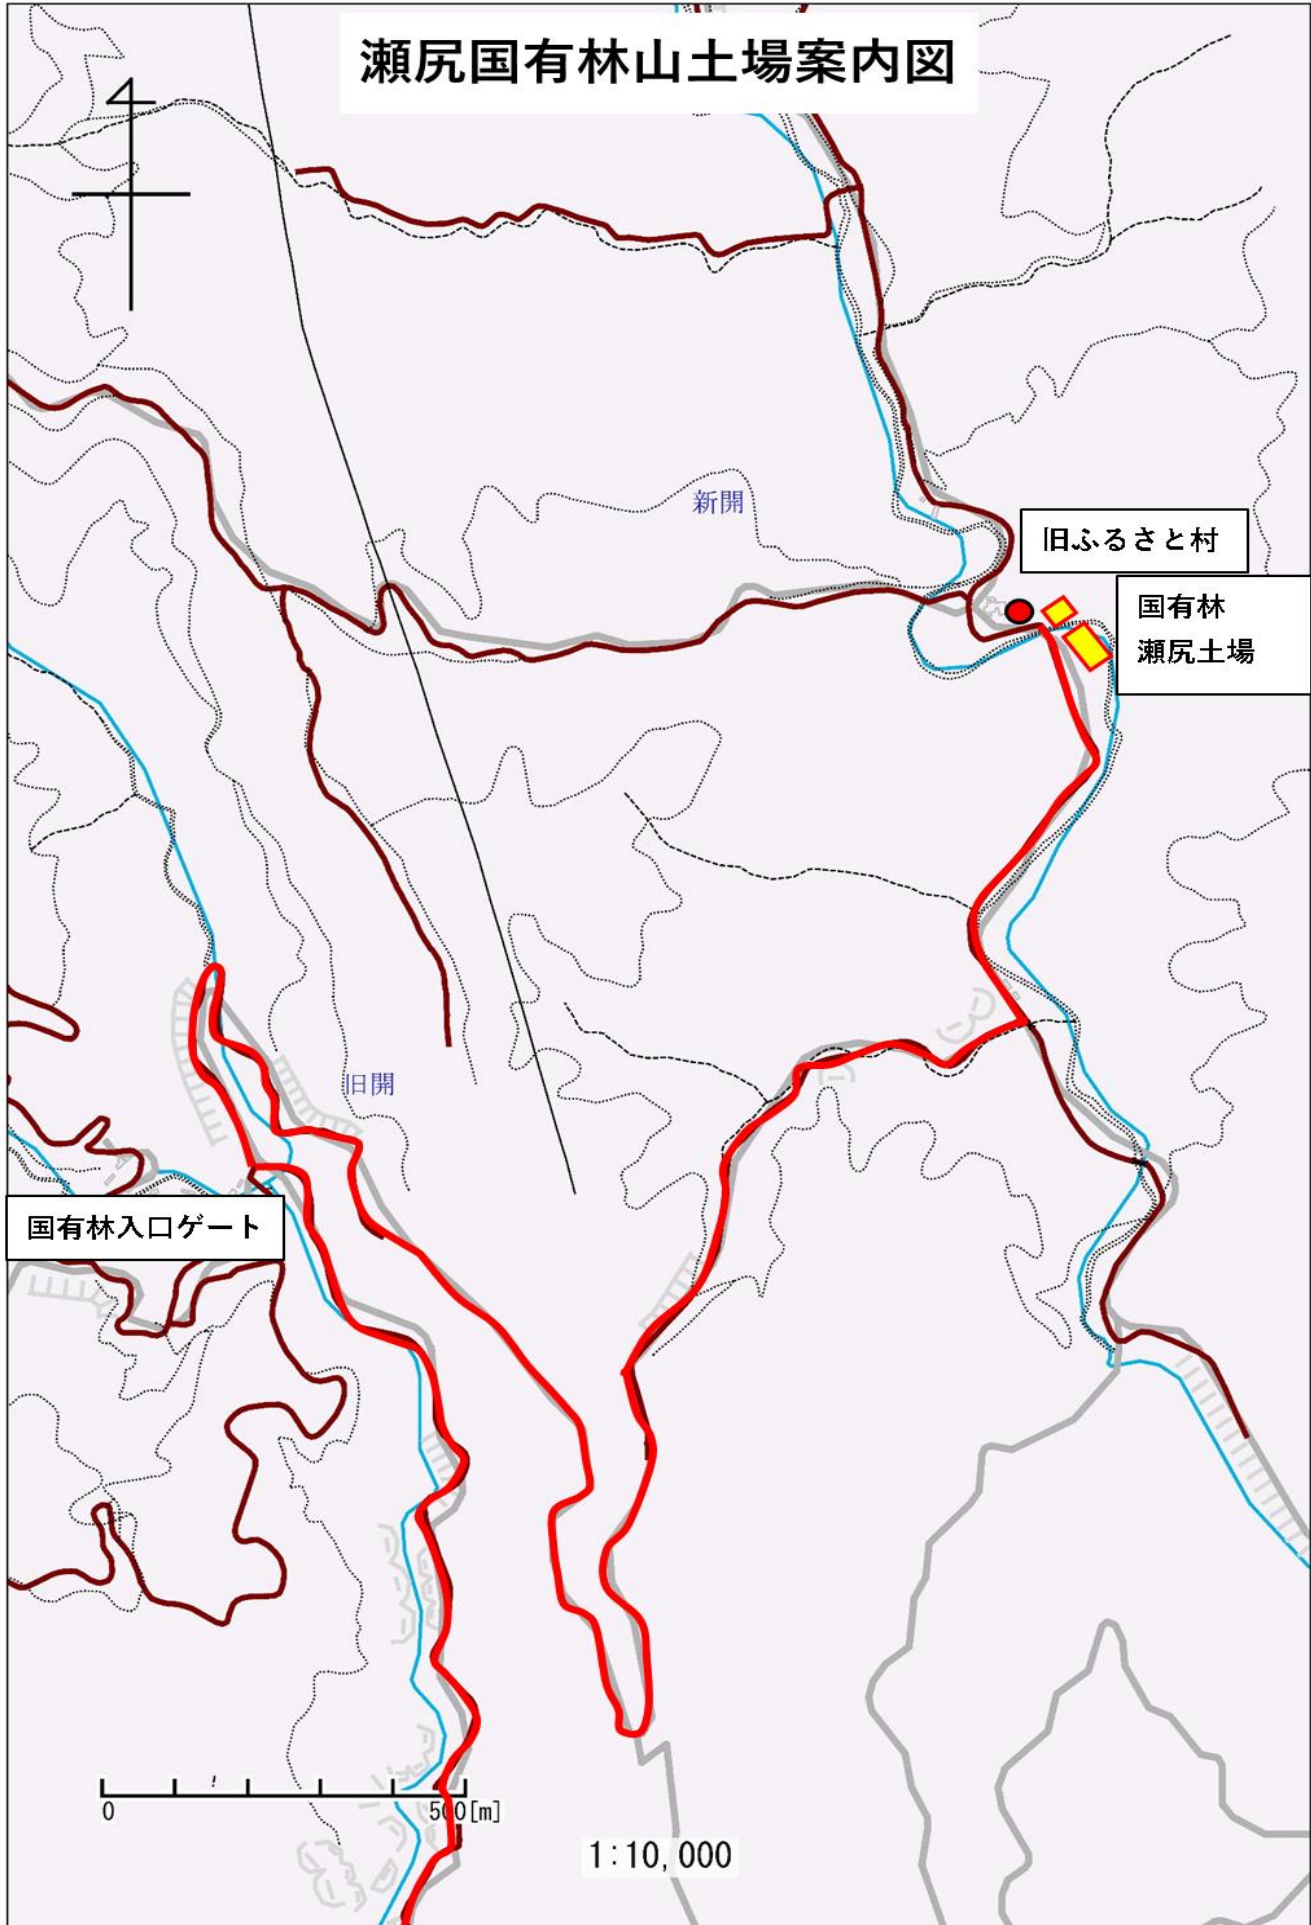 瀬尻国有林山土場案内図
新開
旧ふるさと村
国有林
瀬尻土場
旧開
国有林入口ゲート
0 500[m]
1:10,000